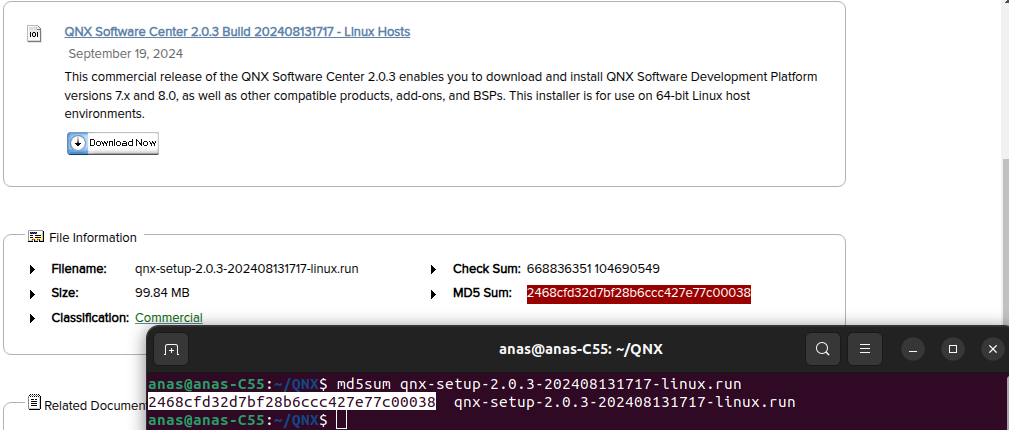 QNX Software Center 2.0.3 Build 202408131717 - Linux Hosts
September 19, 2024
This commercial release of the QNX Software Center 2.0.3 enables you to download and install QNX Software Development Platform
versions 7.x and 8.0, as well as other compatible products, add-ons, and BSPs. This installer is for use on 64-bit Linux host
environments.
Download Now
File Information
Filename: qnx-setup-2.0.3-202408131717-linux.run
Check Sum: 668836351 104690549
Size: 99.84 MB
MD5 Sum: 2468cfd32d7bf28b6ccc427e77c00038
Classification: Commercial
Related Documen
anas@anas-C55: ~/QNX
anas@anas-C55:~/QNX$ md5sum qnx-setup-2.0.3-202408131717-linux.run
2468cfd32d7bf28b6ccc427e77c00038  qnx-setup-2.0.3-202408131717-linux.run
anas@anas-C55:~/QNX$